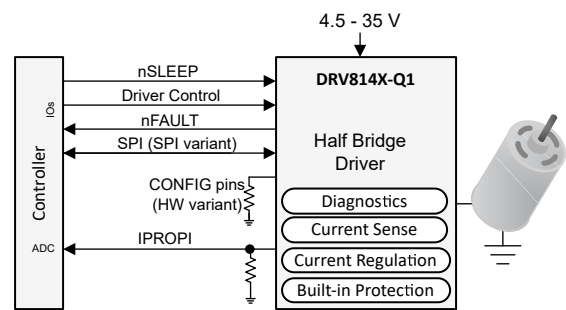 4.5 - 35 V
DRV814X-Q1
Half Bridge
Driver
Diagnostics
Current Sense
Current Regulation
Built-in Protection
nSLEEP
Driver Control
nFAULT
SPI (SPI variant)
CONFIG pins
(HW variant)
IPROPI
IOs
Controller
ADC